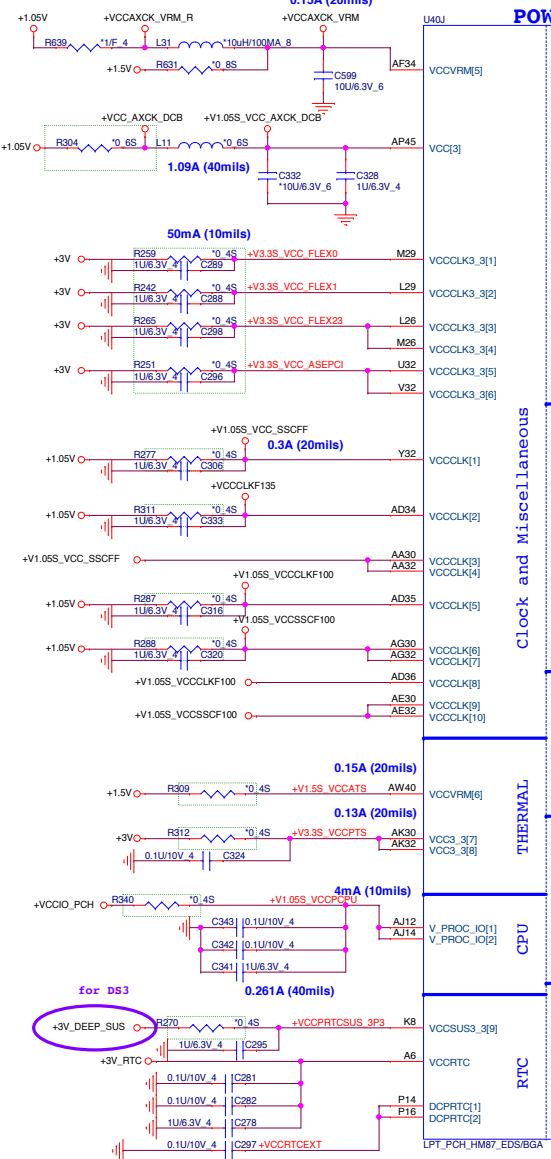 0.15A (20mils)
+1.05V
+VCCAXCK_VRM_R
+VCCAXCK_VRM
U40J
POW
R639
*1/F_4
L31
*10uH/100MA_8
+1.5V
R631
*0_8S
AF34
VCCVRM[5]
C599
10U/6.3V_6
+VCC_AXCK_DCB
+V1.05S_VCC_AXCK_DCB
+1.05V
R304
*0_6S
L11
*0_6S
AP45
VCC[3]
1.09A (40mils)
C332
*10U/6.3V_6
C328
1U/6.3V_4
50mA (10mils)
+3V
R259
*0_4S
+V3.3S_VCC_FLEX0
M29
VCCCLK3_3[1]
1U/6.3V_4
C289
+3V
R242
*0_4S
+V3.3S_VCC_FLEX1
L29
VCCCLK3_3[2]
1U/6.3V_4
C288
+3V
R265
*0_4S
+V3.3S_VCC_FLEX23
L26
VCCCLK3_3[3]
1U/6.3V_4
C298
M26
VCCCLK3_3[4]
+3V
R251
*0_4S
+V3.3S_VCC_ASEPCI
U32
VCCCLK3_3[5]
1U/6.3V_4
C296
V32
VCCCLK3_3[6]
+V1.05S_VCC_SSCFF
0.3A (20mils)
+1.05V
R277
*0_4S
Y32
VCCCLK[1]
1U/6.3V_4
C306
+VCCCLKF135
+1.05V
R311
*0_4S
AD34
VCCCLK[2]
1U/6.3V_4
C333
Clock and Miscellaneous
+V1.05S_VCC_SSCFF
AA30
VCCCLK[3]
AA32
VCCCLK[4]
+V1.05S_VCCCLKF100
+1.05V
R287
*0_4S
AD35
VCCCLK[5]
1U/6.3V_4
C316
+V1.05S_VCCSSCF100
+1.05V
R288
*0_4S
AG30
VCCCLK[6]
1U/6.3V_4
C320
AG32
VCCCLK[7]
+V1.05S_VCCCLKF100
AD36
VCCCLK[8]
AE30
VCCCLK[9]
+V1.05S_VCCSSCF100
AE32
VCCCLK[10]
0.15A (20mils)
+1.5V
R309
*0_4S
+V1.5S_VCCATS
AW40
VCCVRM[6]
0.13A (20mils)
THERMAL
+3V
R312
*0_4S
+V3.3S_VCCPTS
AK30
VCC3_3[7]
AK32
VCC3_3[8]
0.1U/10V_4
C324
4mA (10mils)
+VCCIO_PCH
R340
*0_4S
+V1.05S_VCCPCPU
C343
0.1U/10V_4
AJ12
V_PROC_IO[1]
AJ14
V_PROC_IO[2]
CPU
C342
0.1U/10V_4
C341
1U/6.3V_4
for DS3
0.261A (40mils)
+3V_DEEP_SUS
R270
*0_4S
+VCCPRTCSUS_3P3
K8
VCCSUS3_3[9]
1U/6.3V_4
C295
+3V_RTC
A6
VCCRTC
RTC
0.1U/10V_4
C281
0.1U/10V_4
C282
P14
DCPRTC[1]
P16
DCPRTC[2]
1U/6.3V_4
C278
0.1U/10V_4
C297
+VCCRTCEXT
LPT_PCH_HM87_EDS/BGA